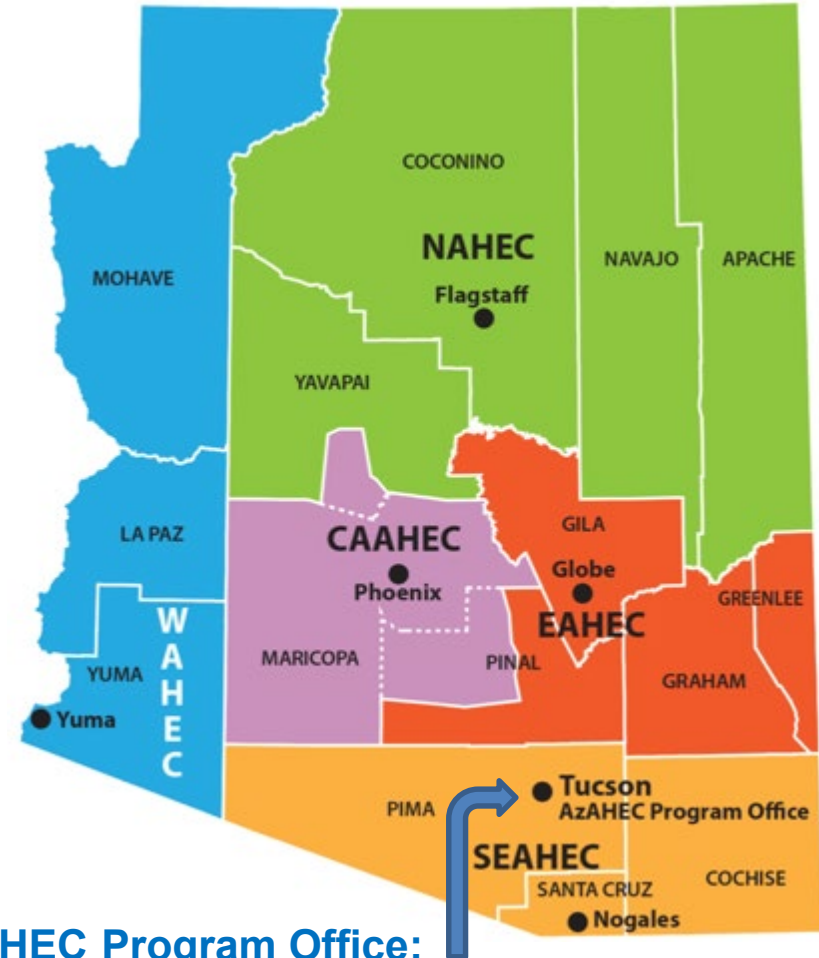 COCONINO
NAHEC
NAVAJO
APACHE
MOHAVE
Flagstaff
YAVAPAI
GILA
LA PAZ
CAAHEC
Globe
Phoenix
GREENLEE
EAHEC
WAHEC
MARICOPA
PINAL
YUMA
GRAHAM
Yuma
Tucson
PIMA
AzAHEC Program Office
SEAHEC
COCHISE
SANTA CRUZ
Nogales
HEC Program Office: